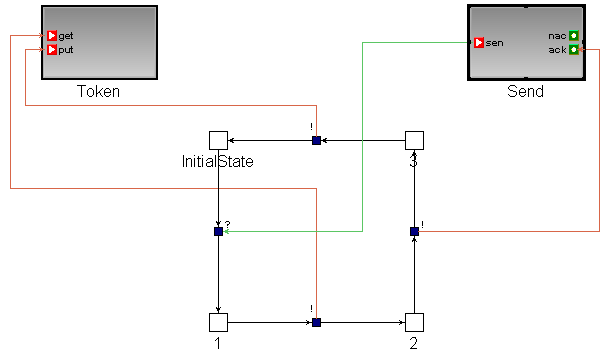 get
put
Token
sen
nac
ack
Send
!
InitialState
3
?
!
!
1
2